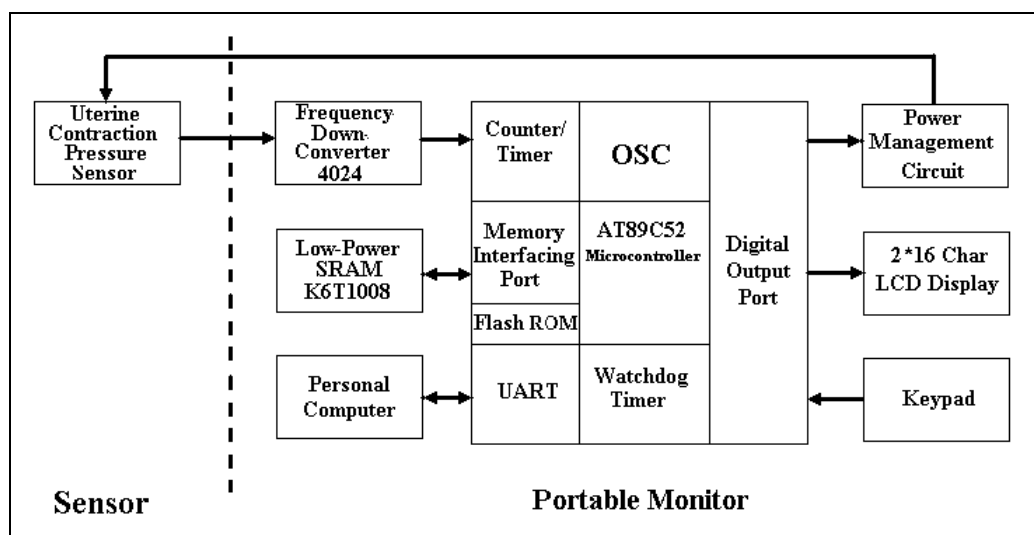 Uterine
Contraction
Pressure
Sensor
Frequency
Down-
Converter
4024
Counter/
Timer
OSC
Power
Management
Circuit
Low-Power
SRAM
K6T1008
Memory
Interfacing
Port
AT89C52
Microcontroller
Digital
Output
Port
2*16 Char
LCD Display
Flash ROM
Personal
Computer
UART
Watchdog
Timer
Keypad
Sensor
Portable Monitor